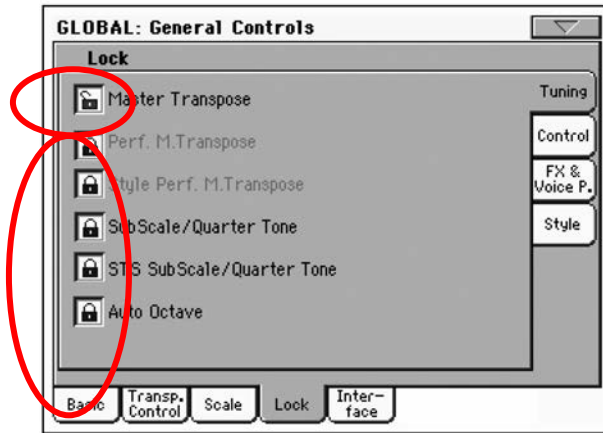 GLOBAL: General Controls
Lock
Master Transpose
Perf. M.Transpose
Style Perf. M.Transpose
SubScale/Quarter Tone
STS SubScale/Quarter Tone
Auto Octave
Tuning
Control
FX &
Voice P.
Style
Basic
Transp.
Control
Scale
Lock
Inter-
face